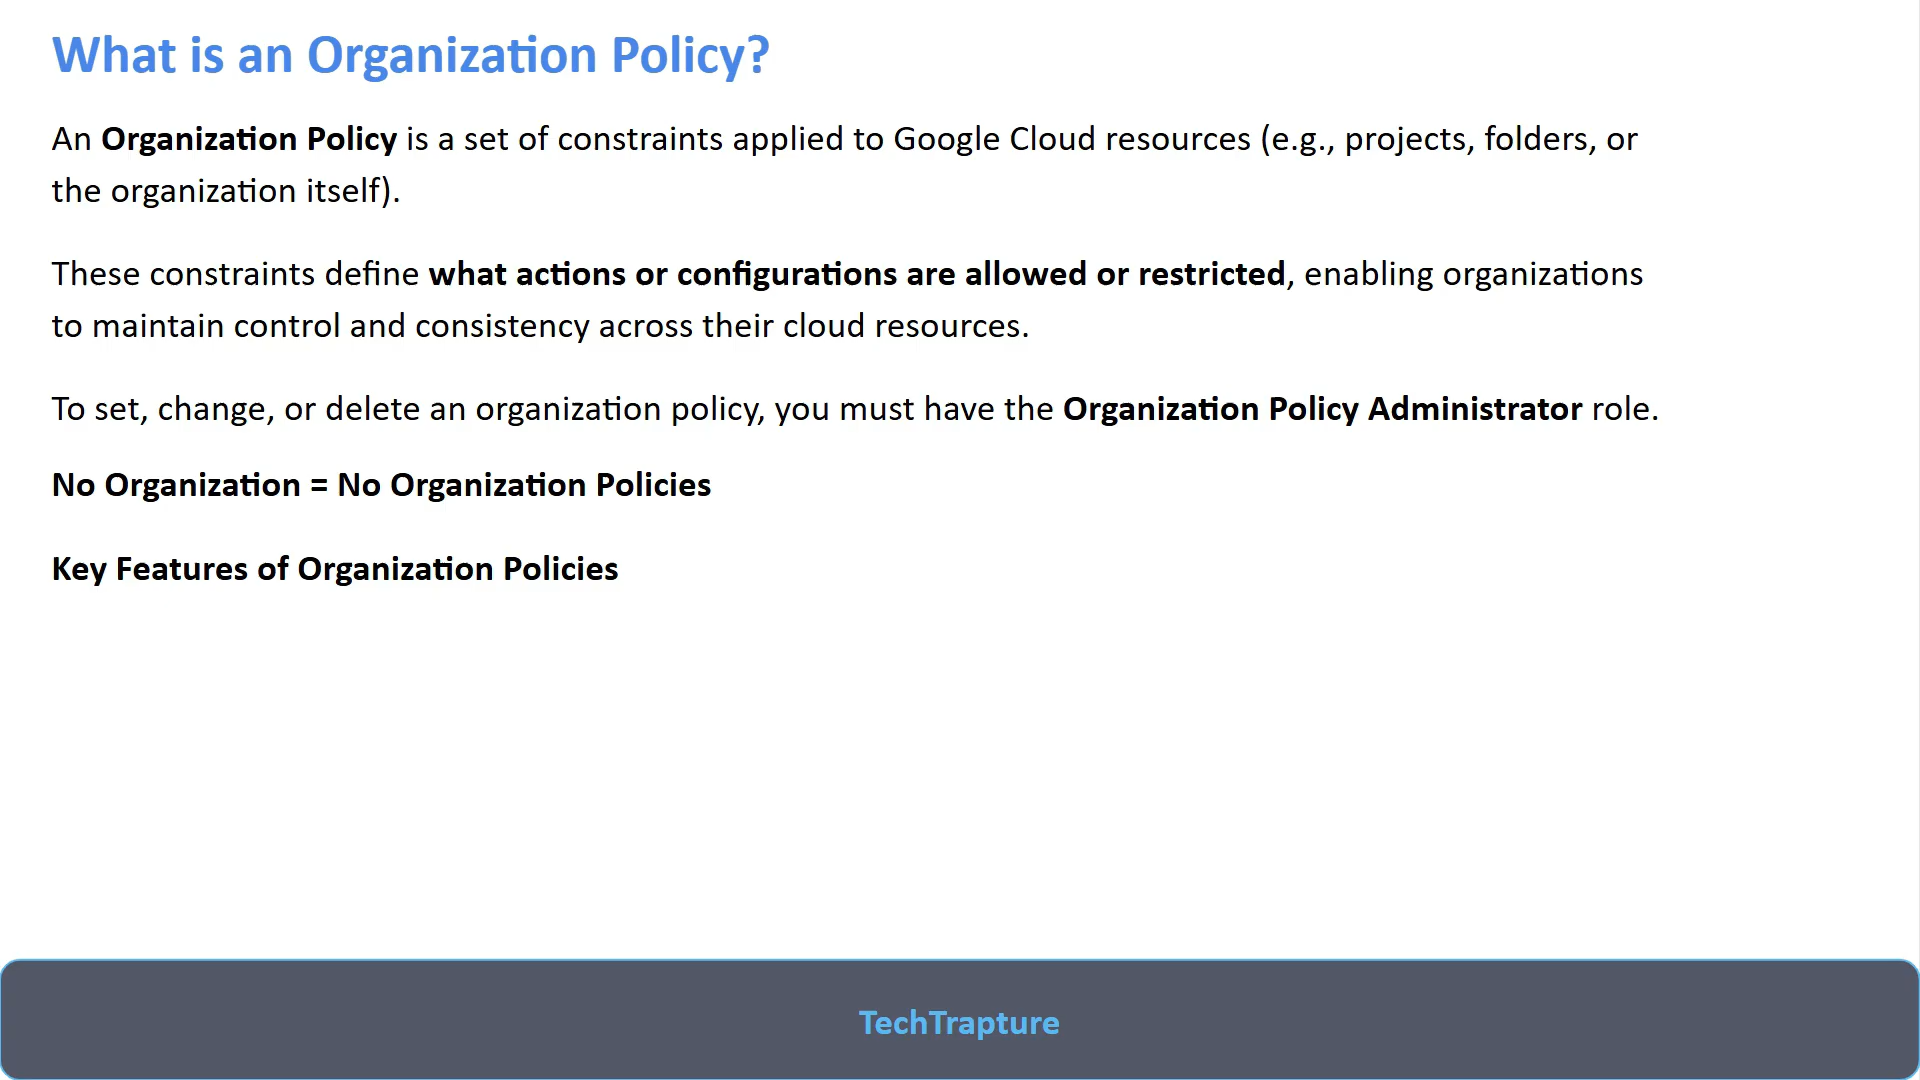 What is an Organization Policy?
An Organization Policy is a set of constraints applied to Google Cloud resources (e.g., projects, folders, or
the organization itself).
These constraints define what actions or configurations are allowed or restricted, enabling organizations
to maintain control and consistency across their cloud resources.
To set, change, or delete an organization policy, you must have the Organization Policy Administrator role.
No Organization = No Organization Policies
Key Features of Organization Policies
TechTrapture